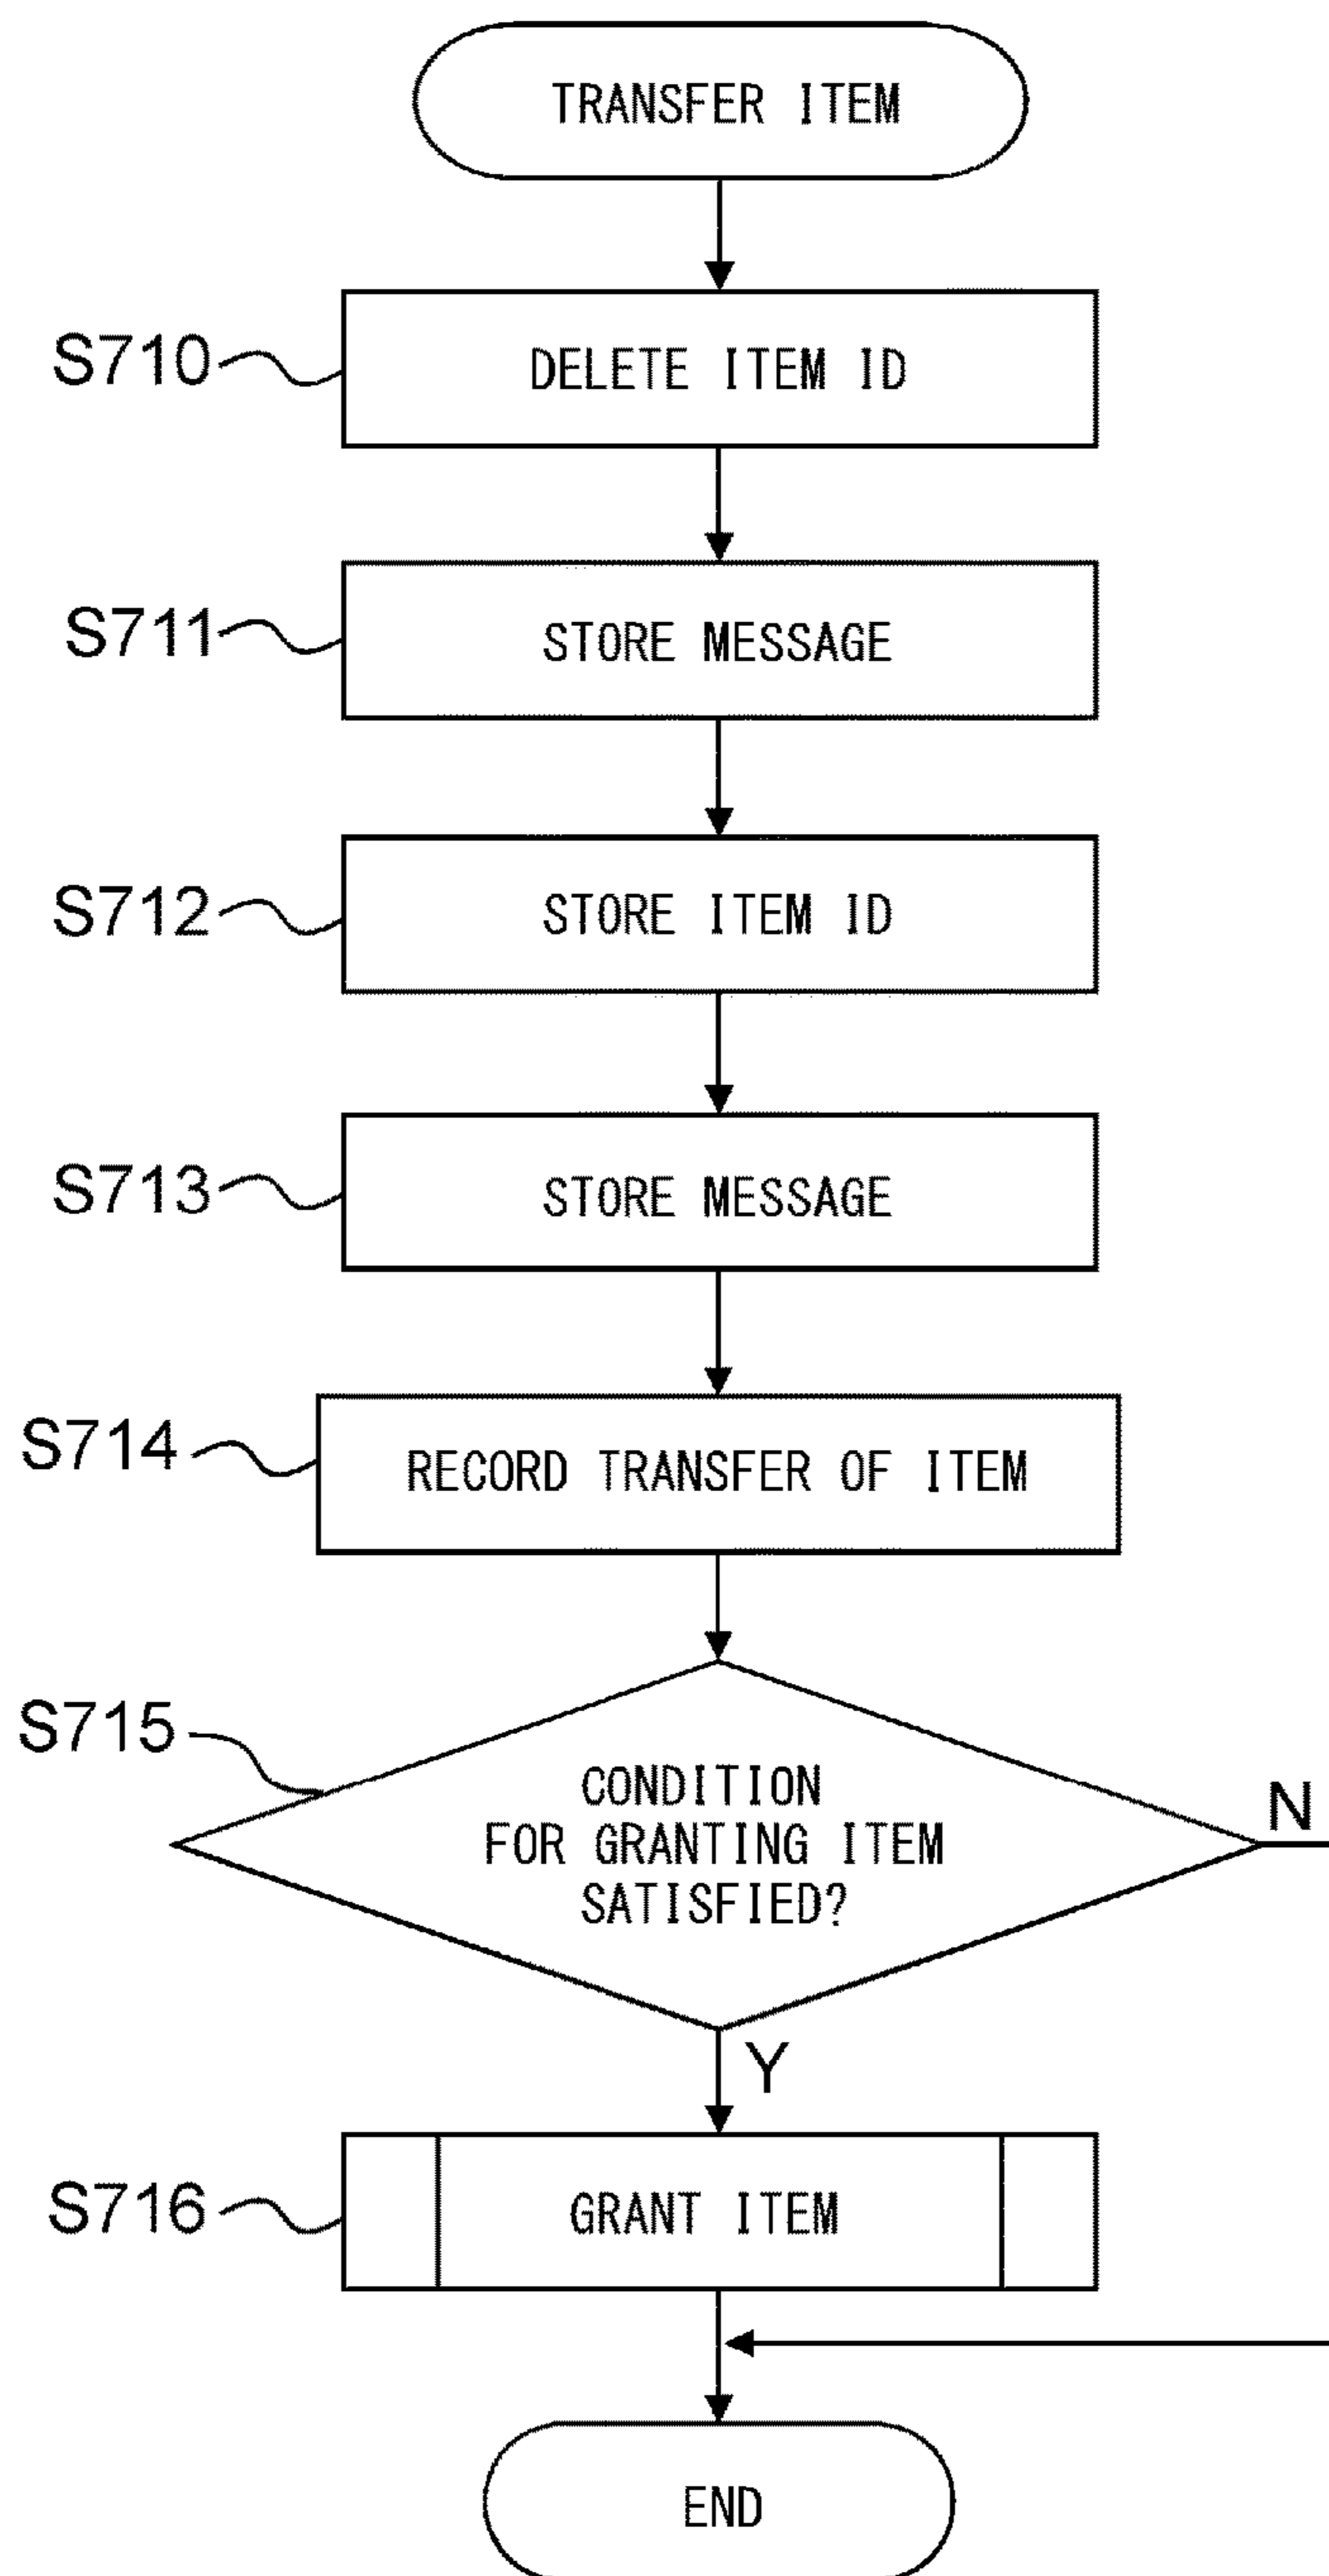 TRANSFER ITEM
S710
DELETE ITEM ID
S711
STORE MESSAGE
S712
STORE ITEM ID
S713
STORE MESSAGE
S714
RECORD TRANSFER OF ITEM
S715
CONDITION
FOR GRANTING ITEM
SATISFIED?
N
Y
S716
GRANT ITEM
END